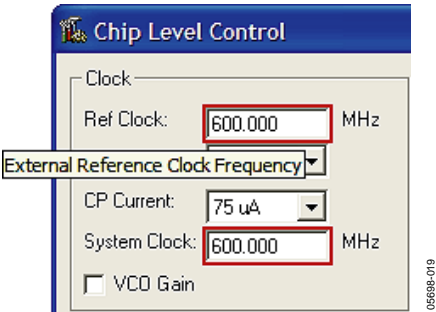 Chip Level Control
Clock
Ref Clock: 600.000 MHz
External Reference Clock Frequency
CP Current: 75 uA
System Clock: 600.000 MHz
VCO Gain
05698-019